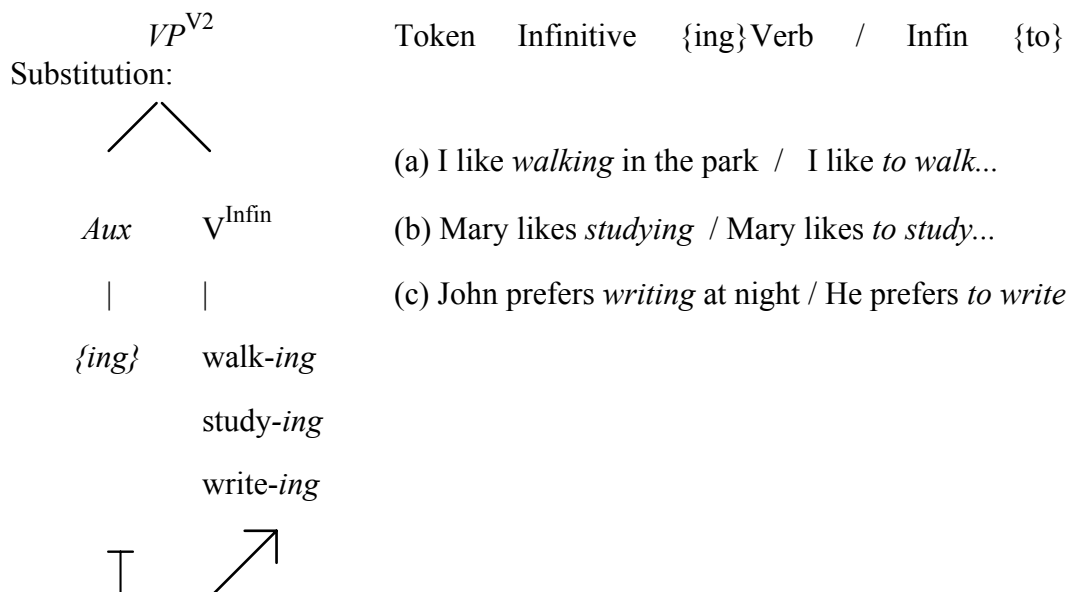 VP^V2 Token Infinitive {ing}Verb / Infin {to}
Substitution:
(a) I like walking in the park / I like to walk...
Aux V^Infin (b) Mary likes studying / Mary likes to study...
| | (c) John prefers writing at night / He prefers to write
{ing} walk-ing
study-ing
write-ing